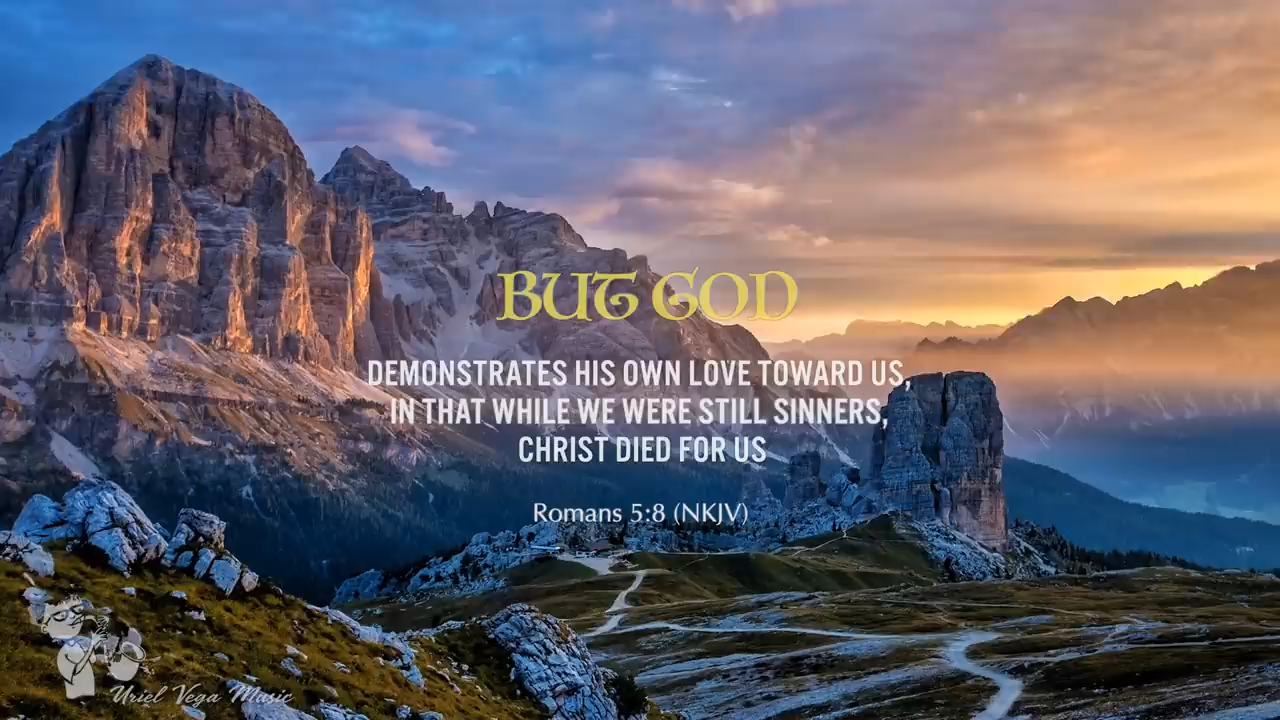 BUT GOD
DEMONSTRATES HIS OWN LOVE TOWARD US,
IN THAT WHILE WE WERE STILL SINNERS,
CHRIST DIED FOR US
Romans 5:8 (NKJV)
Uriel Vega Music